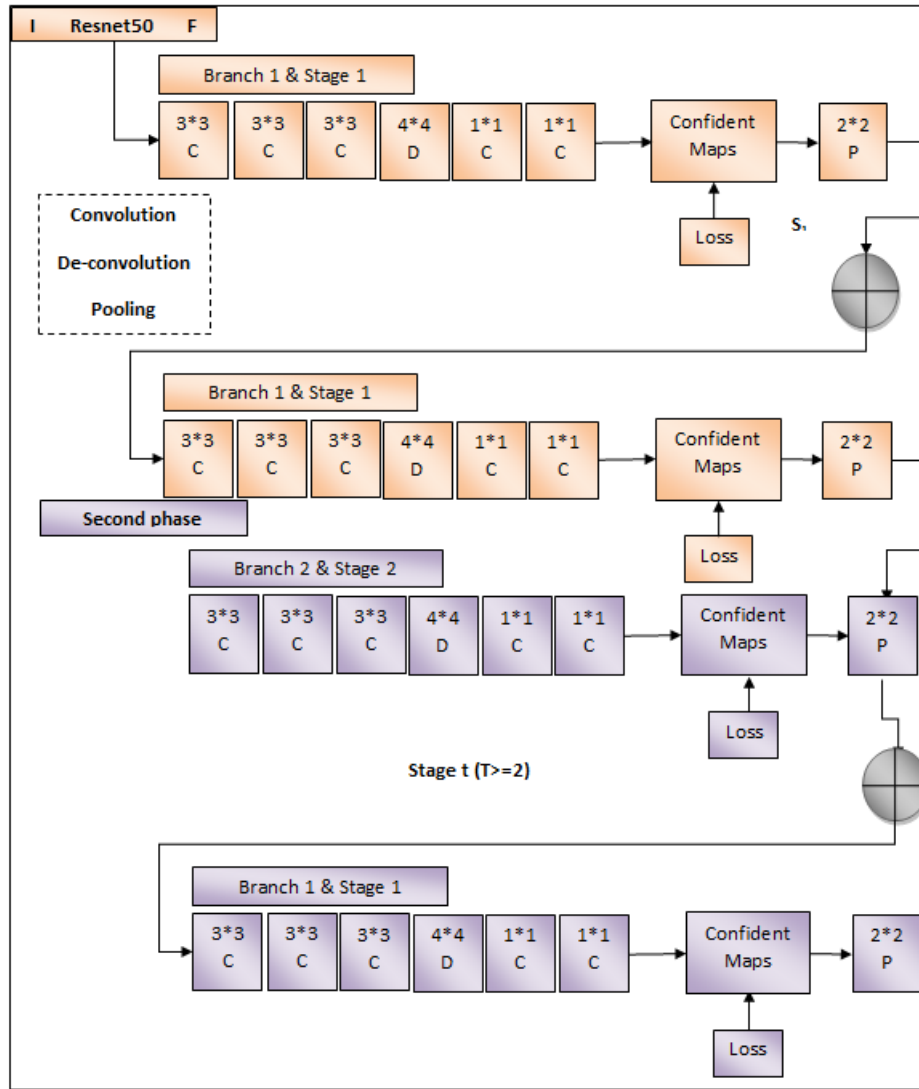 I Resnet50 F
Branch 1 & Stage 1
3*3 3*3 3*3 4*4 1*1 1*1
C C C D C C
Confident
Maps
2*2
P
Loss
S₁
Convolution
De-convolution
Pooling
Branch 1 & Stage 1
3*3 3*3 3*3 4*4 1*1 1*1
C C C D C C
Confident
Maps
2*2
P
Loss
Second phase
Branch 2 & Stage 2
3*3 3*3 3*3 4*4 1*1 1*1
C C C D C C
Confident
Maps
2*2
P
Loss
Stage t (T>=2)
Branch 1 & Stage 1
3*3 3*3 3*3 4*4 1*1 1*1
C C C D C C
Confident
Maps
2*2
P
Loss